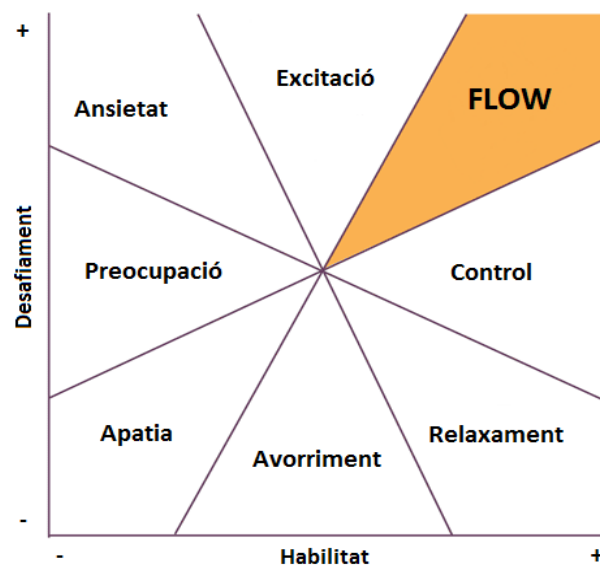 +
Excitació
FLOW
Ansietat
Desafiament
Preocupació
Control
Apatia
Avorriment
Relaxament
-
-
Habilitat
+